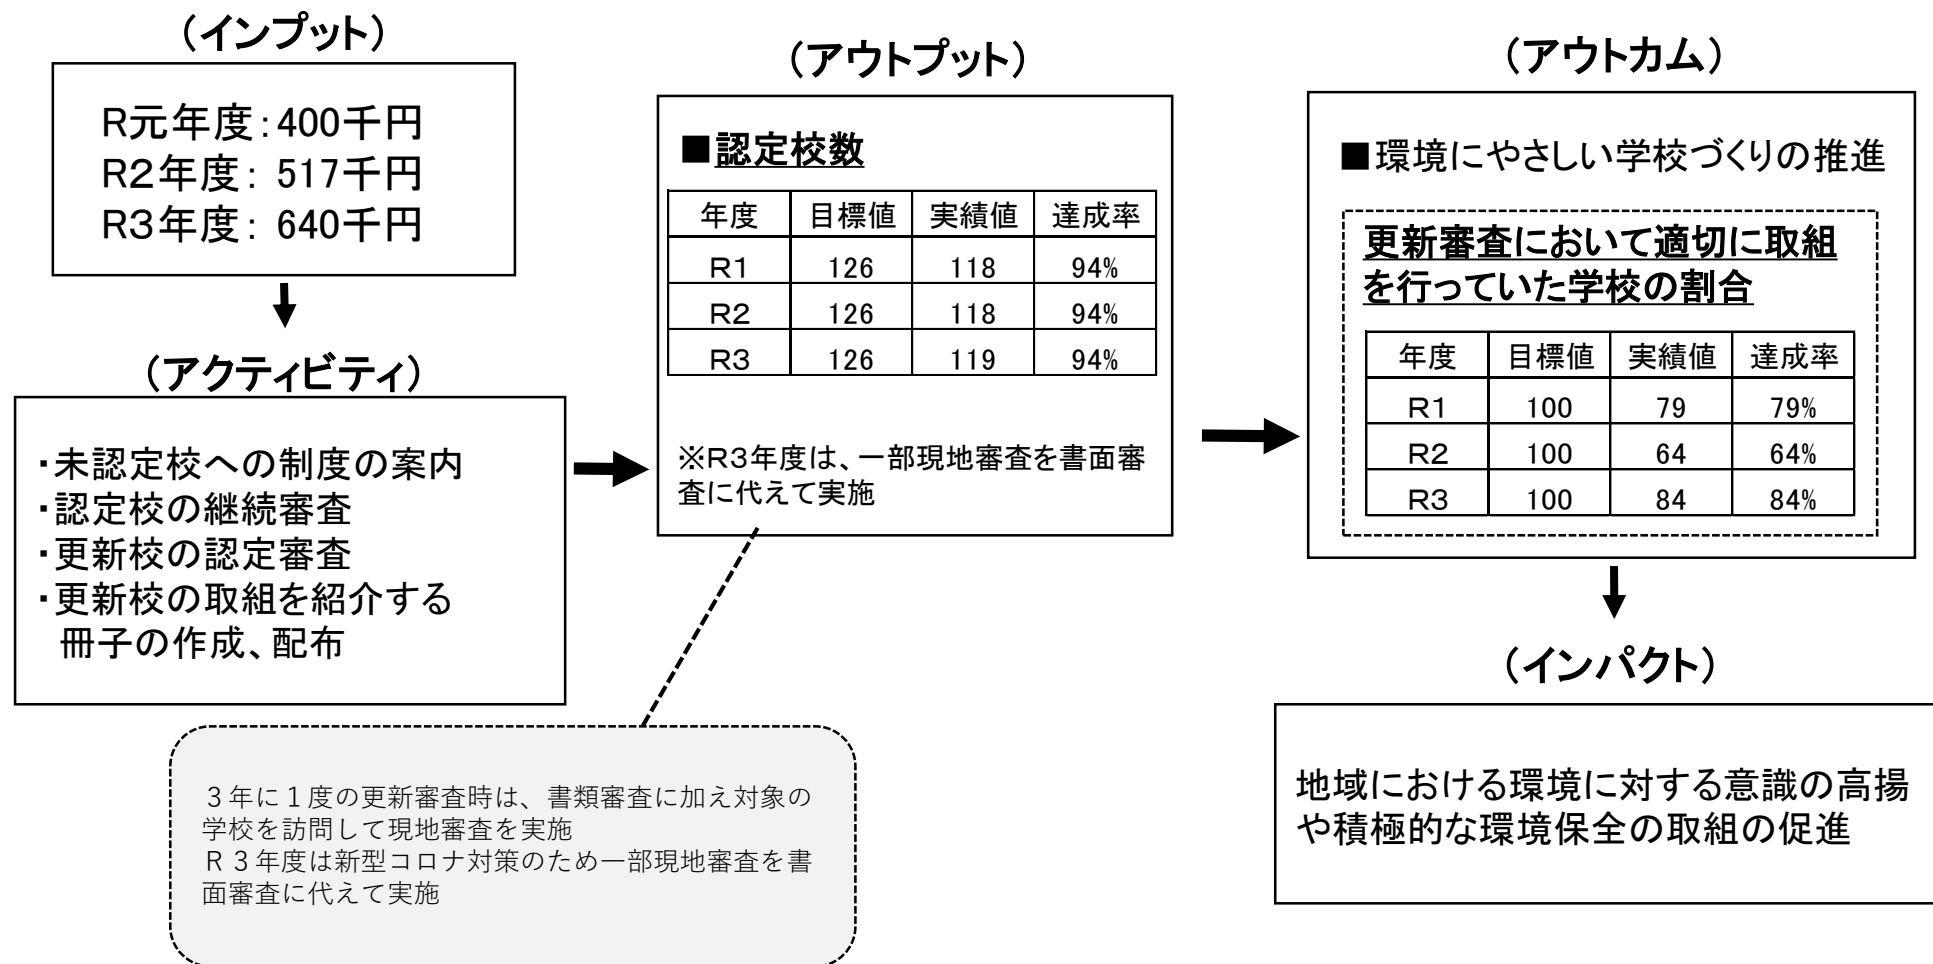 （インプット）
R元年度：400千円
R２年度： 517千円
R３年度： 640千円
（アクティビティ）
・未認定校への制度の案内
・認定校の継続審査
・更新校の認定審査
・更新校の取組を紹介する
冊子の作成、配布
（アウトプット）
■認定校数
年度 目標値 実績値 達成率
R1 126 118 94%
R2 126 118 94%
R3 126 119 94%
※R３年度は、一部現地審査を書面審
査に代えて実施
３年に１度の更新審査時は、書類審査に加え対象の
学校を訪問して現地審査を実施
Ｒ３年度は新型コロナ対策のため一部現地審査を書
面審査に代えて実施
（アウトカム）
■環境にやさしい学校づくりの推進
更新審査において適切に取組
を行っていた学校の割合
年度 目標値 実績値 達成率
R1 100 79 79%
R2 100 64 64%
R3 100 84 84%
（インパクト）
地域における環境に対する意識の高揚
や積極的な環境保全の取組の促進